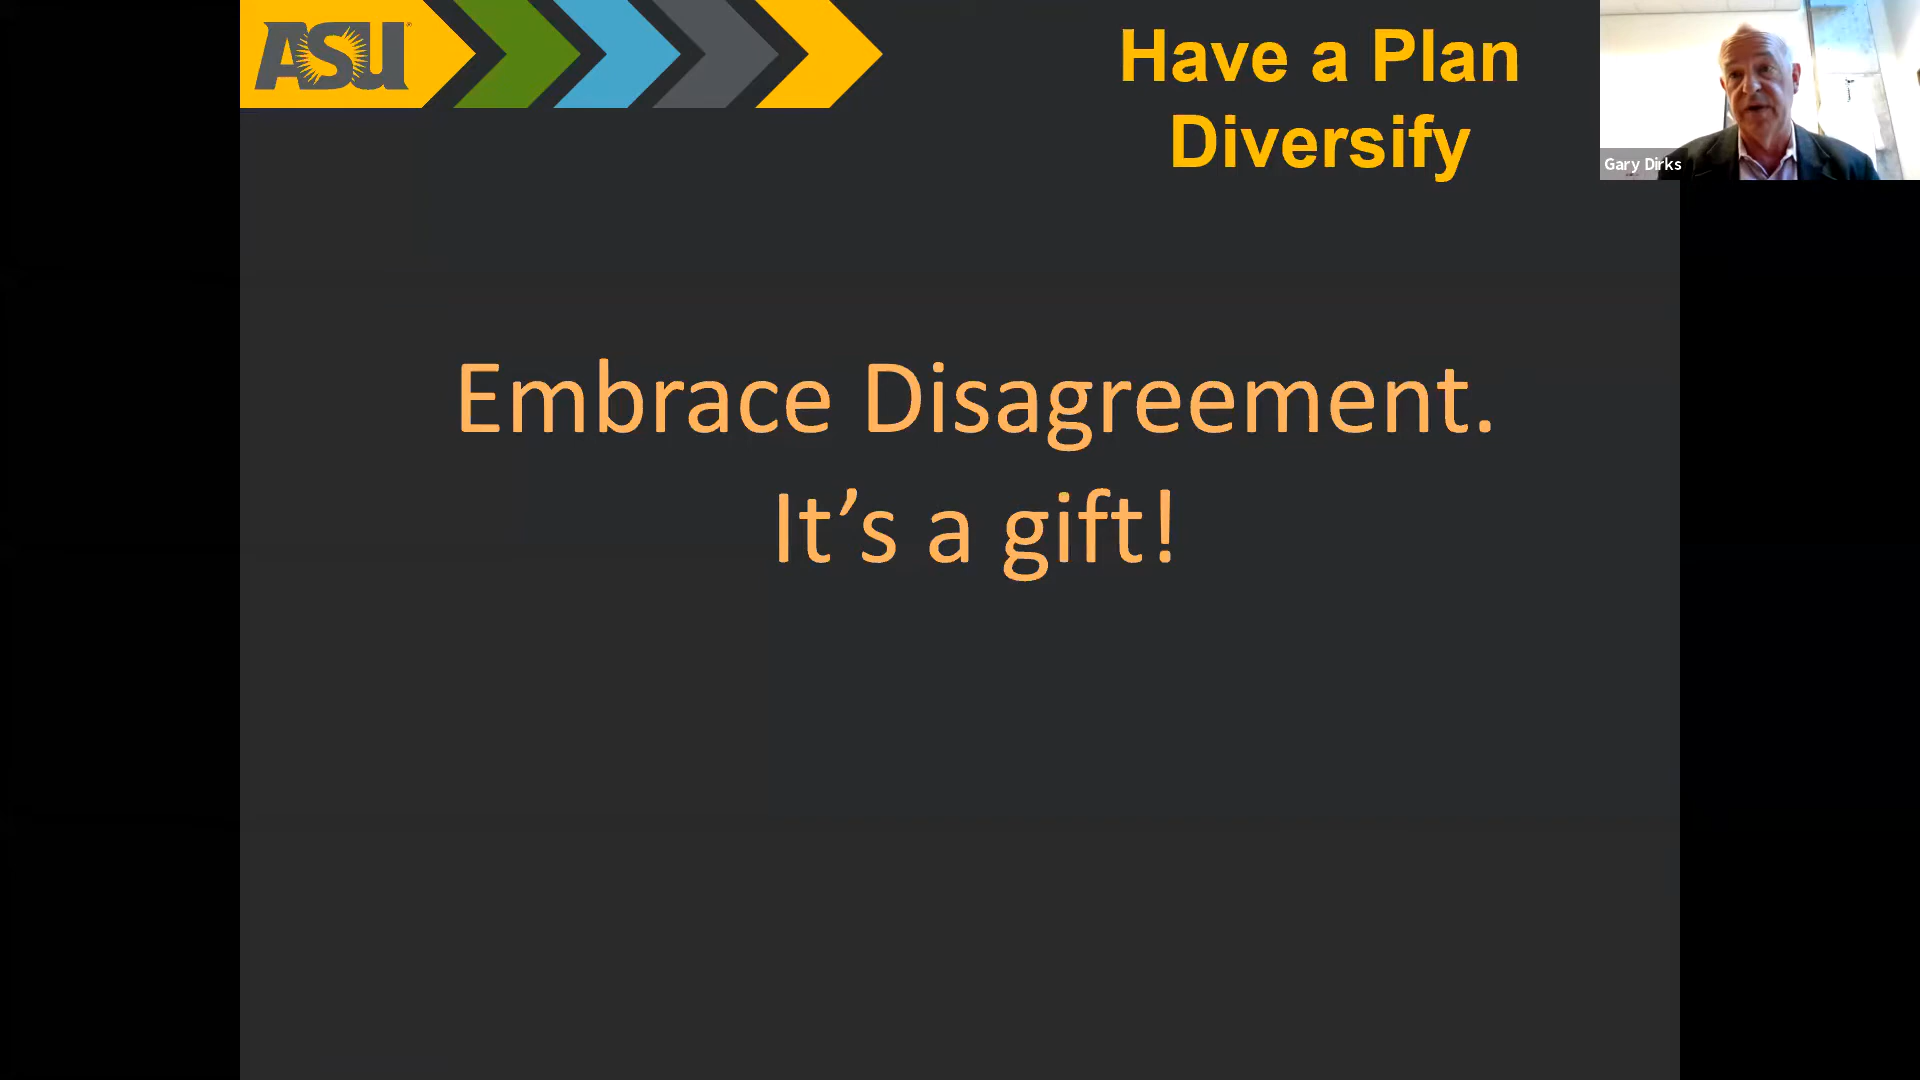 ASU
Have a Plan
Diversify
Gary Dirks
Embrace Disagreement.
It’s a gift!